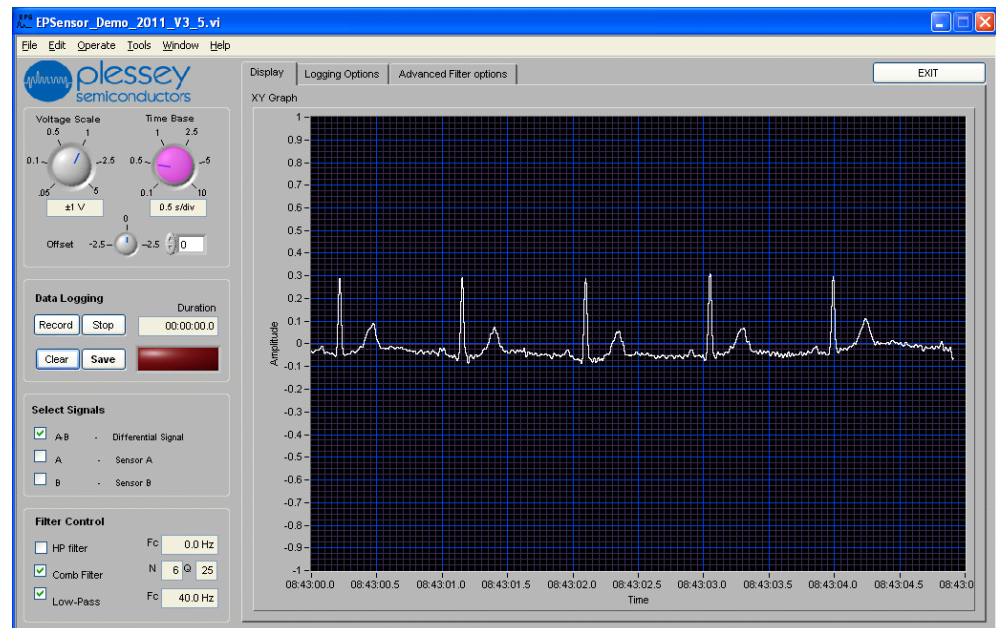 EPSensor_Demo_2011_V3_5.vi
File Edit Operate Tools Window Help
plessey
semiconductors
Display Logging Options Advanced Filter options EXIT
XY Graph
Voltage Scale Time Base
0.5 1 1 2.5
0.1 2.5 0.5 5
.05 5 0.1 10
±1 V 0.5 s/div
0
Offset -2.5 -2.5 0
Data Logging
Duration
Record Stop 00:00:00.0
Clear Save
Select Signals
A-B - Differential Signal
A - Sensor A
B - Sensor B
Filter Control
HP filter Fc 0.0 Hz
Comb Filter N 6 Q 25
Low-Pass Fc 40.0 Hz
Amplitude
1
0.9
0.8
0.7
0.6
0.5
0.4
0.3
0.2
0.1
0
-0.1
-0.2
-0.3
-0.4
-0.5
-0.6
-0.7
-0.8
-0.9
-1
08:43:00.0 08:43:00.5 08:43:01.0 08:43:01.5 08:43:02.0 08:43:02.5 08:43:03.0 08:43:03.5 08:43:04.0 08:43:04.5 08:43:0
Time